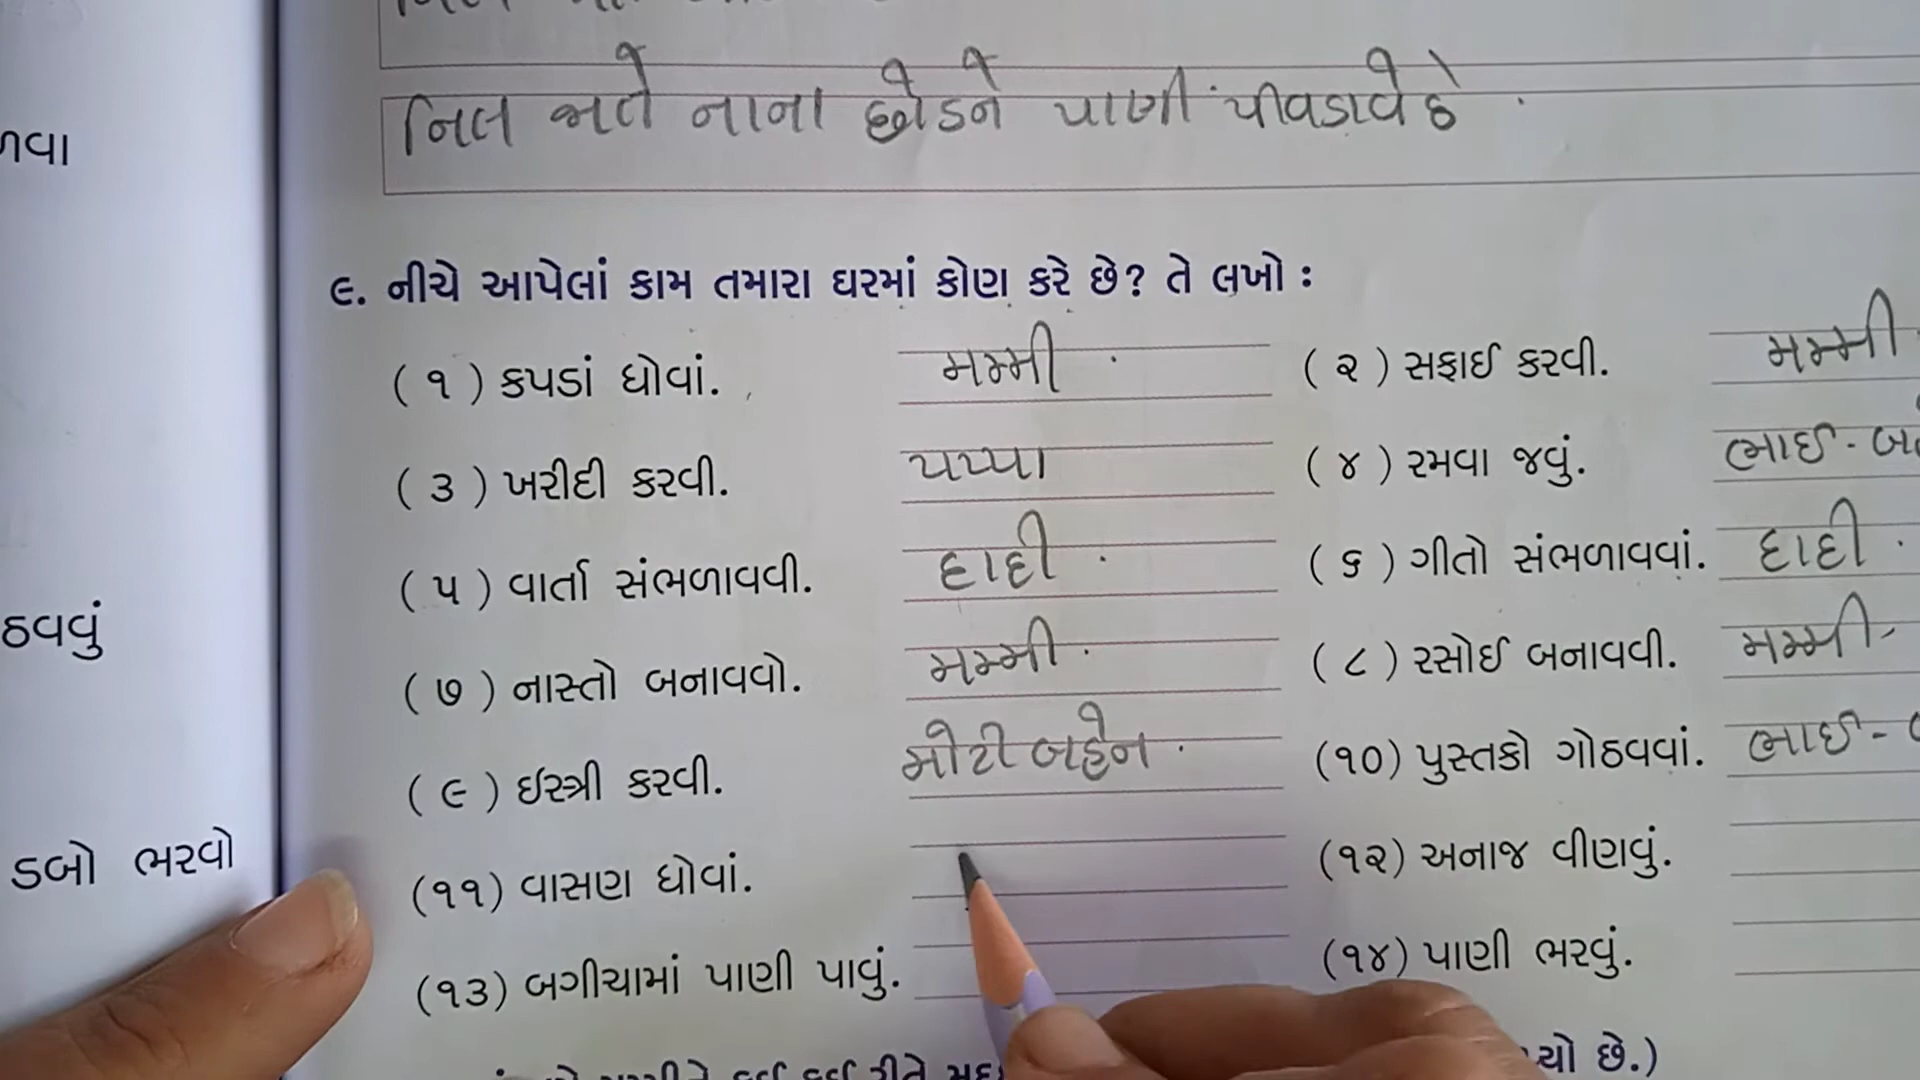 નિલ જાતે નાના છોડને પાણી પીવડાવે છે.
ળવા
૯. નીચે આપેલાં કામ તમારા ઘરમાં કોણ કરે છે? તે લખો :
(૧) કપડાં ધોવાં. મમ્મી. (૨) સફાઈ કરવી. મમ્મી
(૩) ખરીદી કરવી. પપ્પા (૪) રમવા જવું. ભાઈ-બ
(૫) વાર્તા સંભળાવવી. દાદી. (૬) ગીતો સંભળાવવાં. દાદી.
ઠવવું
(૭) નાસ્તો બનાવવો. મમ્મી. (૮) રસોઈ બનાવવી. મમ્મી.
(૯) ઈસ્ત્રી કરવી. મોટી બહેન. (૧૦) પુસ્તકો ગોઠવવાં. ભાઈ-
ડબો ભરવો
(૧૧) વાસણ ધોવાં. (૧૨) અનાજ વીણવું.
(૧૩) બગીચામાં પાણી પાવું. (૧૪) પાણી ભરવું.
યો છે.)